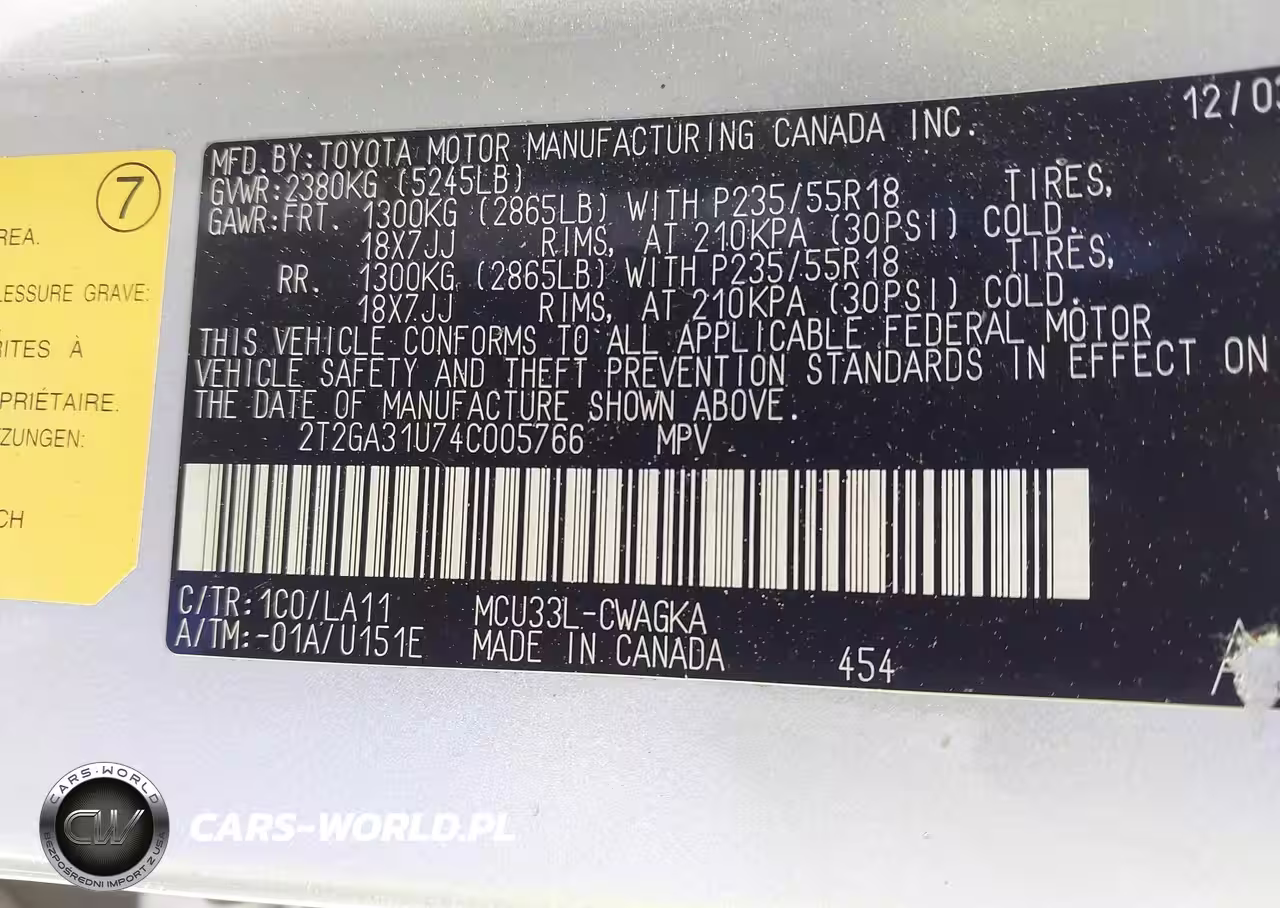 7
REA.
LESSURE GRAVE:
RITES À
PRIÉTAIRE.
TZUNGEN:
CH
12/03
MFD. BY: TOYOTA MOTOR MANUFACTURING CANADA INC.
GVWR: 2380KG (5245LB)
GAWR: FRT. 1300KG (2865LB) WITH P235/55R18 TIRES,
18X7JJ RIMS, AT 210KPA (30PSI) COLD.
RR. 1300KG (2865LB) WITH P235/55R18 TIRES,
18X7JJ RIMS, AT 210KPA (30PSI) COLD.
THIS VEHICLE CONFORMS TO ALL APPLICABLE FEDERAL MOTOR
VEHICLE SAFETY AND THEFT PREVENTION STANDARDS IN EFFECT ON
THE DATE OF MANUFACTURE SHOWN ABOVE.
2T2GA31U74C005766 MPV
C/TR: 1C0/LA11 MCU33L-CWAGKA
A/TM: -01A/U151E MADE IN CANADA 454 A
CARS-WORLD
CW
BEZPOŚREDNI IMPORT Z USA
CARS-WORLD.PL